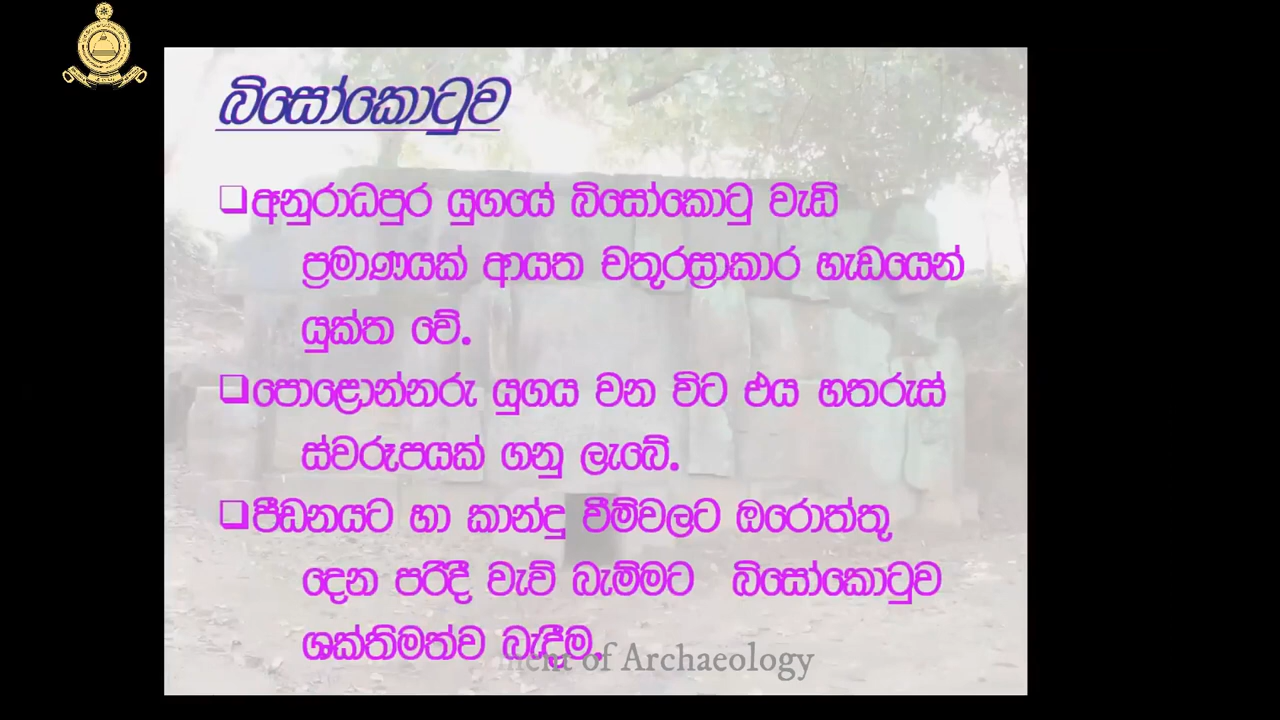 බිසෝකොටුව
අනුරාධපුර යුගයේ බිසෝකොටු වැඩි
ප්‍රමාණයක් ආයත චතුරස්‍රාකාර හැඩයෙන්
යුක්ත වේ.
පොළොන්නරු යුගය වන විට එය හතරුස්
ස්වරූපයක් ගනු ලැබේ.
පීඩනයට හා කාන්දු වීම්වලට ඔරොත්තු
දෙන පරිදි වැව් බැම්මට බිසෝකොටුව
ශක්තිමත්ව බැඳීම.
of Archaeology